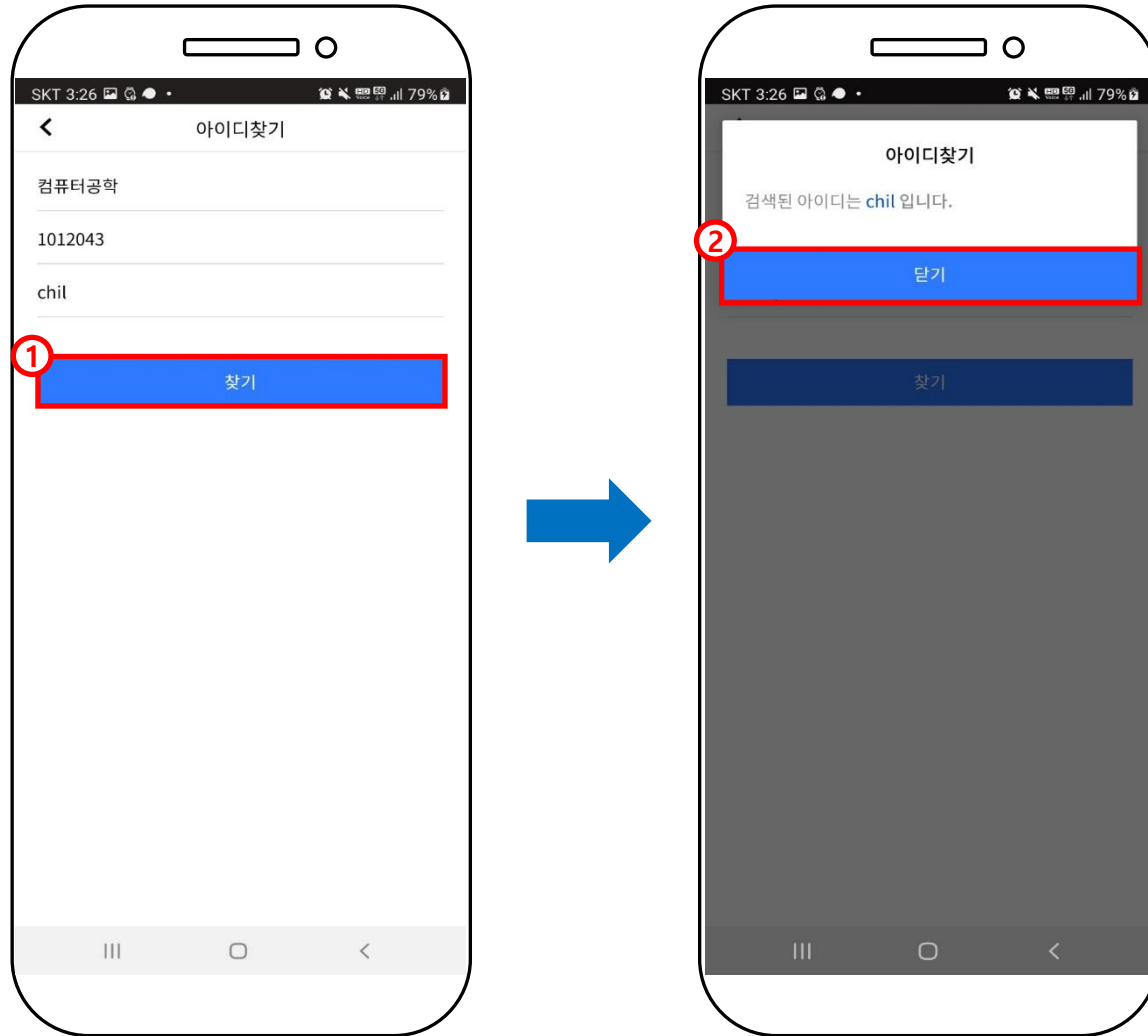 SKT 3:26
79%
아이디찾기
컴퓨터공학
1012043
chil
1
찾기
SKT 3:26
79%
아이디찾기
검색된 아이디는 chil 입니다.
2
닫기
찾기